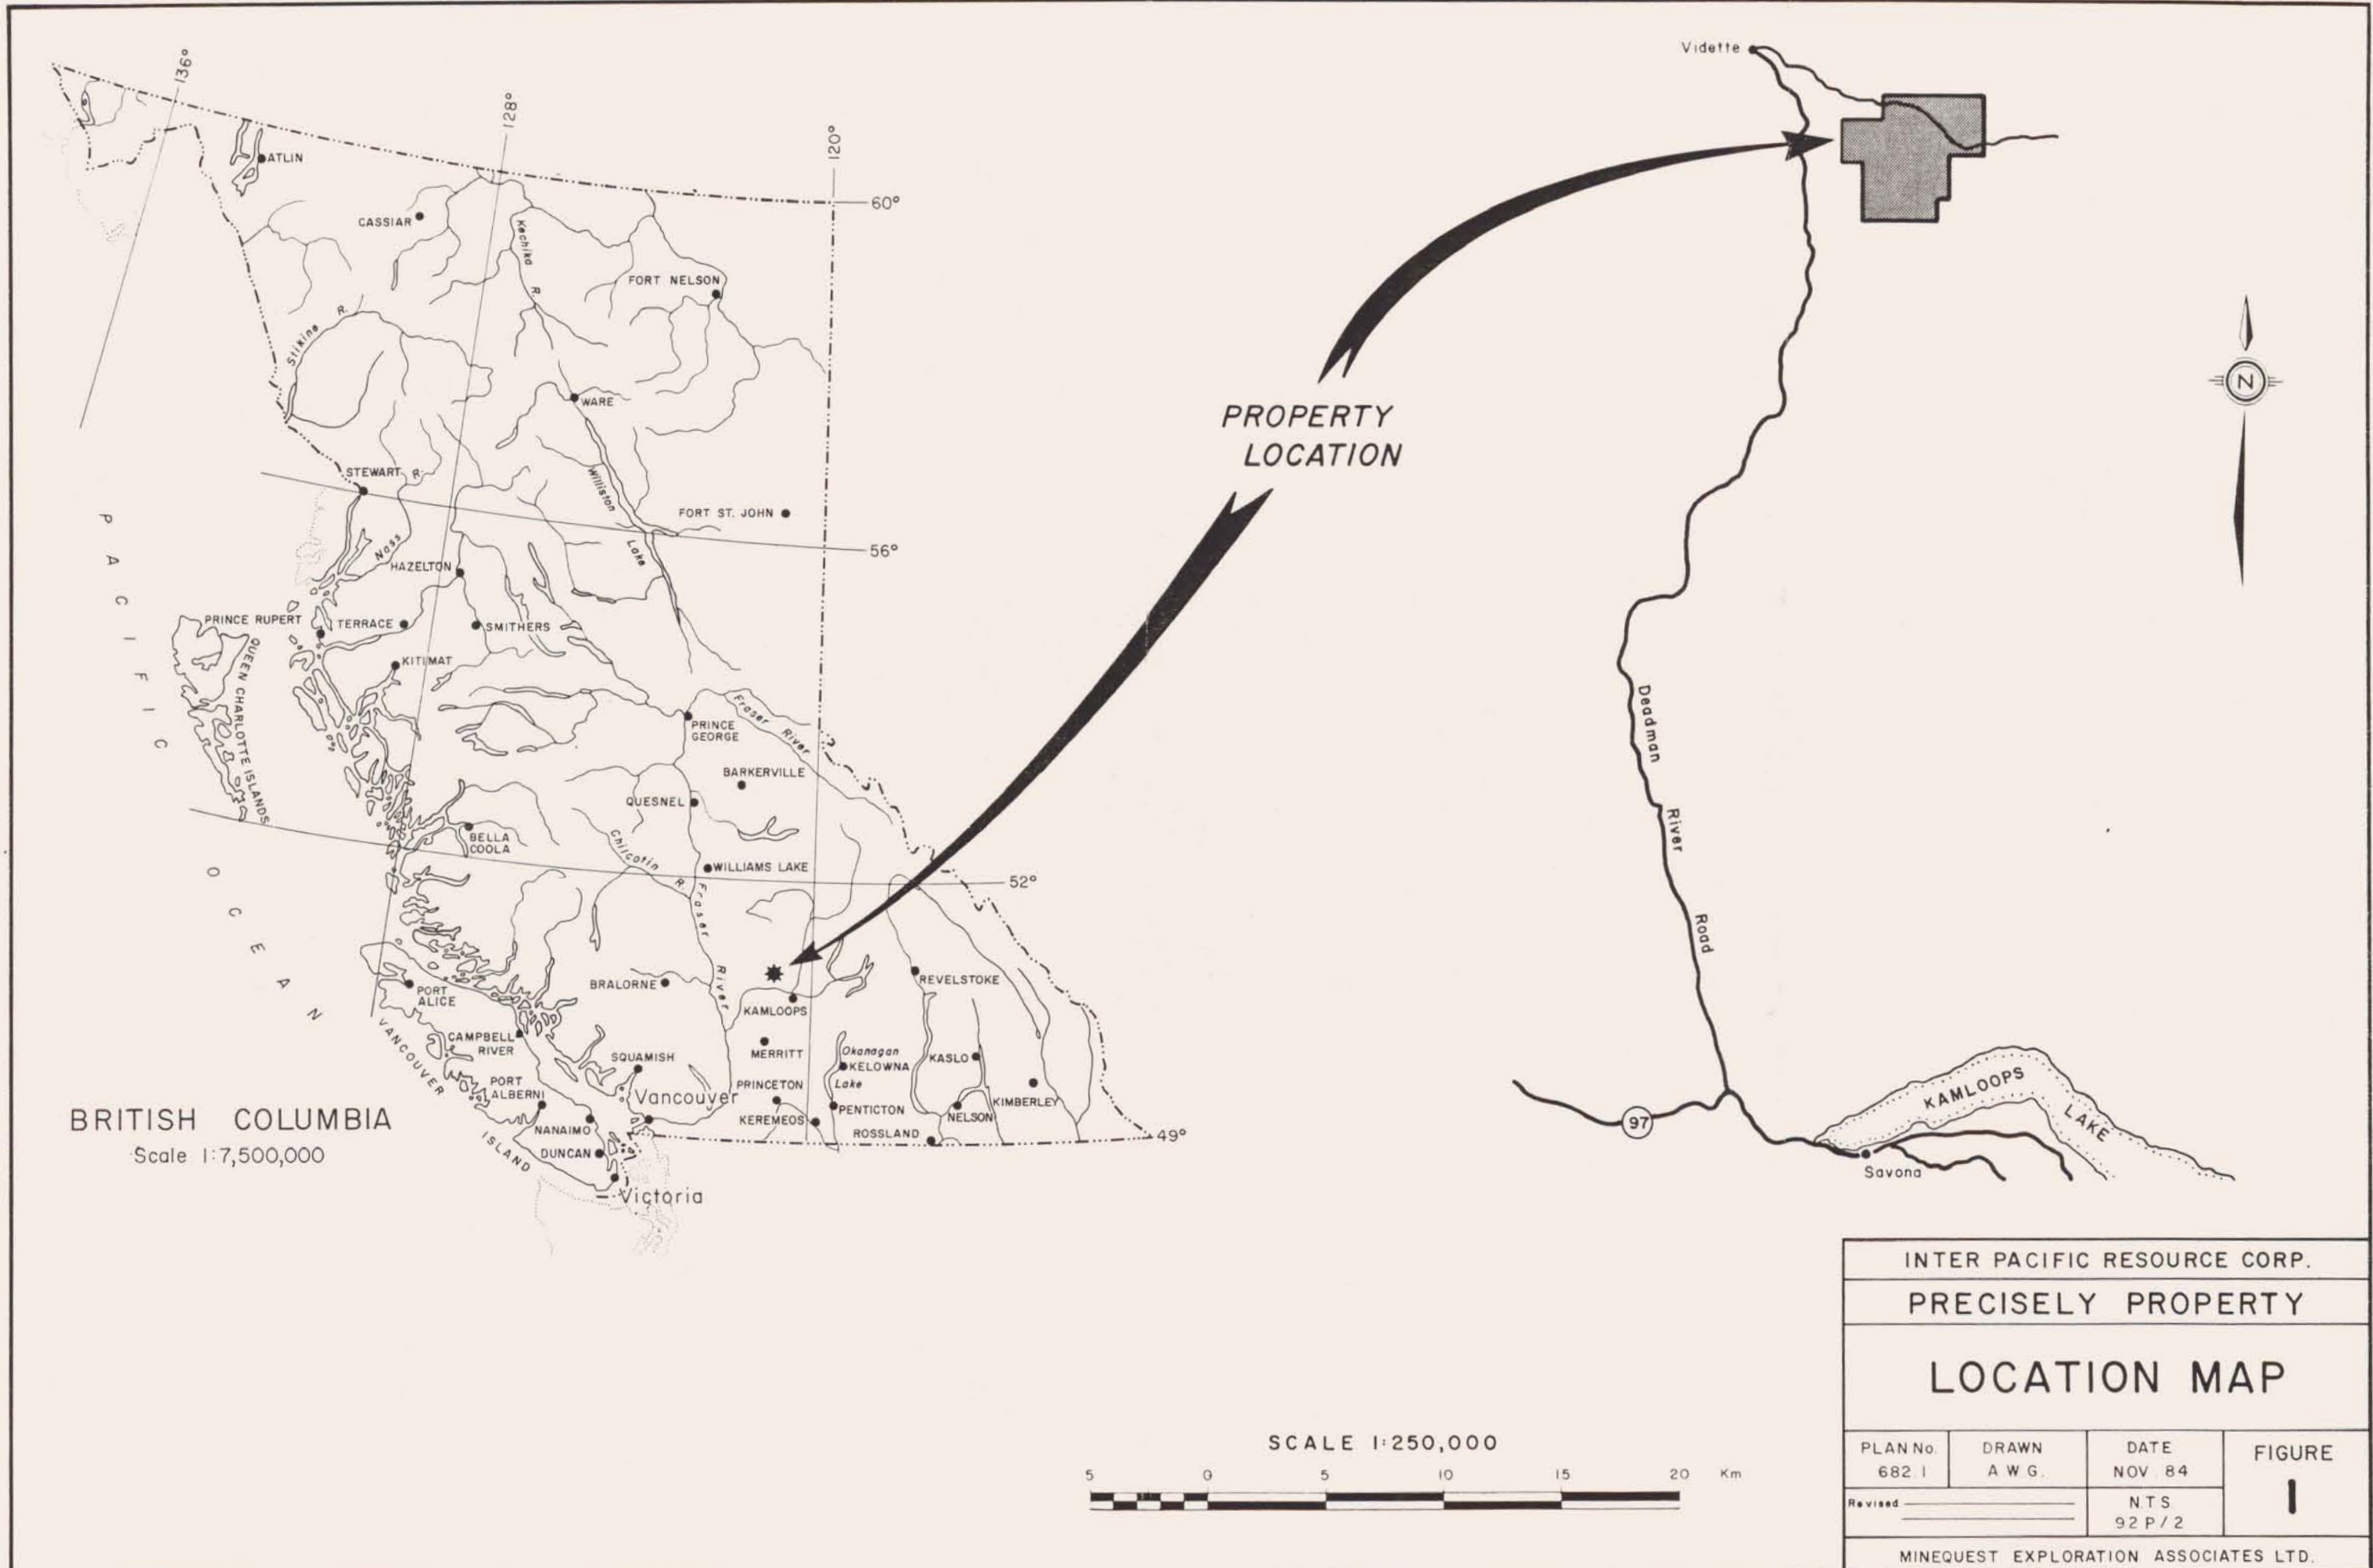 136°
128°
120°
60°
56°
52°
49°
ATLIN
CASSIAR
Kechika R.
FORT NELSON
Stikine R.
WARE
STEWART
Nass R.
Williston Lake
FORT ST. JOHN
HAZELTON
PRINCE RUPERT
TERRACE
SMITHERS
KITIMAT
QUEEN CHARLOTTE ISLANDS
PACIFIC OCEAN
PRINCE
GEORGE
Fraser River
BARKERVILLE
QUESNEL
BELLA
COOLA
Chilcotin R.
WILLIAMS LAKE
Fraser River
BRALORNE
REVELSTOKE
PORT
ALICE
KAMLOOPS
VANCOUVER ISLAND
CAMPBELL
RIVER
MERRITT
SQUAMISH
Okanagan
Lake
KELOWNA
KASLO
PORT
ALBERNI
Vancouver
PRINCETON
PENTICTON
NELSON
KIMBERLEY
NANAIMO
KEREMEOS
ROSSLAND
DUNCAN
Victoria
BRITISH COLUMBIA
Scale 1:7,500,000
PROPERTY
LOCATION
Vidette
N
Deadman River Road
97
KAMLOOPS LAKE
Savona
SCALE 1:250,000
5 0 5 10 15 20 Km
INTER PACIFIC RESOURCE CORP.
PRECISELY PROPERTY
LOCATION MAP
PLAN No.
682.1
DRAWN
A W G.
DATE
NOV. 84
FIGURE
1
Revised
N.T.S
92 P/2
MINEQUEST EXPLORATION ASSOCIATES LTD.